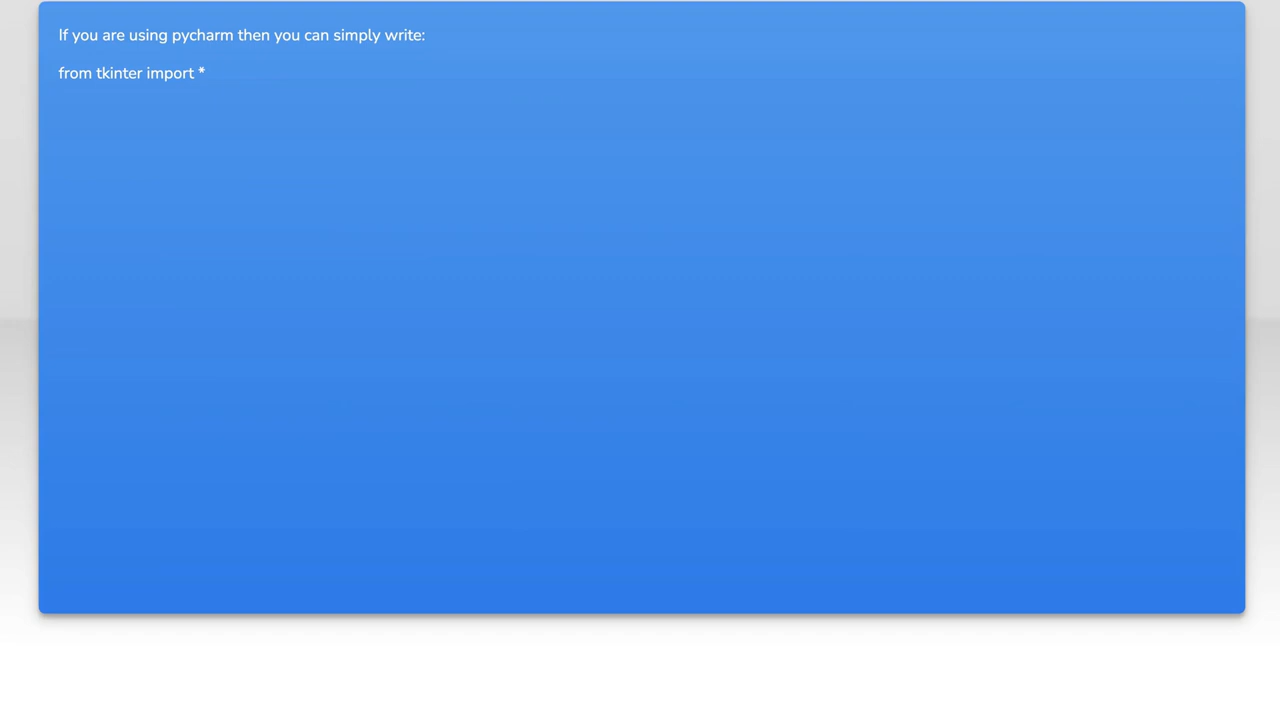 If you are using pycharm then you can simply write:
from tkinter import *